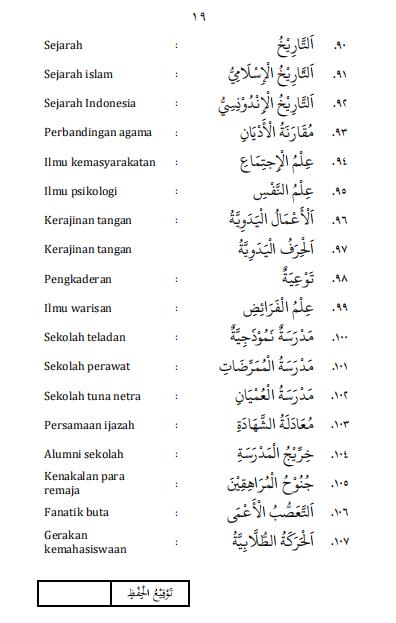 ١٩
Sejarah : اَلتَّارِيْخُ .٩٠
Sejarah islam : اَلتَّارِيْخُ الْإِسْلَامِيُّ .٩١
Sejarah Indonesia : اَلتَّارِيْخُ الْإِنْدُوْنِيْسِيُّ .٩٢
Perbandingan agama : مُقَارَنَةُ الْأَدْيَانِ .٩٣
Ilmu kemasyarakatan : عِلْمُ الْإِجْتِمَاعِ .٩٤
Ilmu psikologi : عِلْمُ النَّفْسِ .٩٥
Kerajinan tangan : اَلْأَعْمَالُ الْيَدَوِيَّةُ .٩٦
Kerajinan tangan : اَلْحِرَفُ الْيَدَوِيَّةُ .٩٧
Pengkaderan : تَوْعِيَةٌ .٩٨
Ilmu warisan : عِلْمُ الْفَرَائِضِ .٩٩
Sekolah teladan : مَدْرَسَةٌ نَمُوْذَجِيَّةٌ .١٠٠
Sekolah perawat : مَدْرَسَةُ الْمُمَرِّضَاتِ .١٠١
Sekolah tuna netra : مَدْرَسَةُ الْعُمْيَانِ .١٠٢
Persamaan ijazah : مُعَادَلَةُ الشَّهَادَةِ .١٠٣
Alumni sekolah : خِرِّيْجُ الْمَدْرَسَةِ .١٠٤
Kenakalan para
remaja : جُنُوْحُ الْمُرَاهِقِيْنَ .١٠٥
Fanatik buta : اَلتَّعَصُّبُ الْأَعْمَى .١٠٦
Gerakan
kemahasiswaan : اَلْحَرَكَةُ الطُّلَّابِيَّةُ .١٠٧
تَوْقِيْعُ الْحِفْظِ